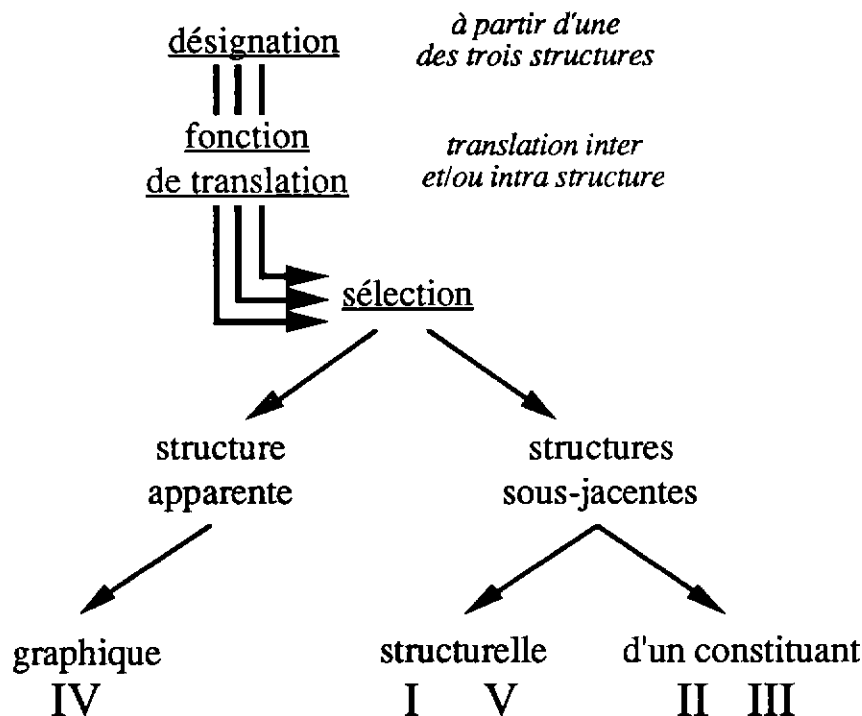 désignation
à partir d'une
des trois structures
fonction
de translation
translation inter
et/ou intra structure
sélection
structure
apparente
structures
sous-jacentes
graphique
IV
structurelle
I V
d'un constituant
II III